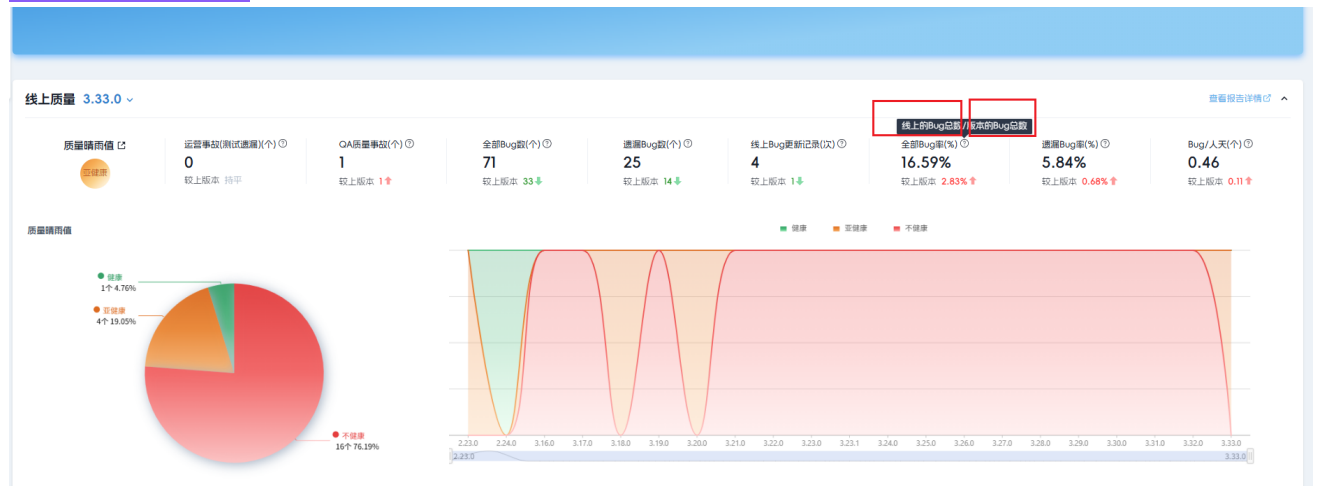 线上质量 3.33.0
查看报告详情
线上的Bug总数/版本的Bug总数
质量晴雨值
亚健康
运营事故(测试遗漏)(个)
0
较上版本 持平
QA质量事故(个)
1
较上版本 1
全部Bug数(个)
71
较上版本 33
遗漏Bug数(个)
25
较上版本 14
线上Bug更新记录(次)
4
较上版本 1
全部Bug率(%)
16.59%
较上版本 2.83%
遗漏Bug率(%)
5.84%
较上版本 0.68%
Bug/人天(个)
0.46
较上版本 0.11
质量晴雨值
健康 亚健康 不健康
健康
1个 4.76%
亚健康
4个 19.05%
不健康
16个 76.19%
2.23.0 2.24.0 3.16.0 3.17.0 3.18.0 3.19.0 3.20.0 3.21.0 3.22.0 3.23.0 3.23.1 3.24.0 3.25.0 3.26.0 3.27.0 3.28.0 3.29.0 3.30.0 3.31.0 3.32.0 3.33.0
2.23.0 3.33.0